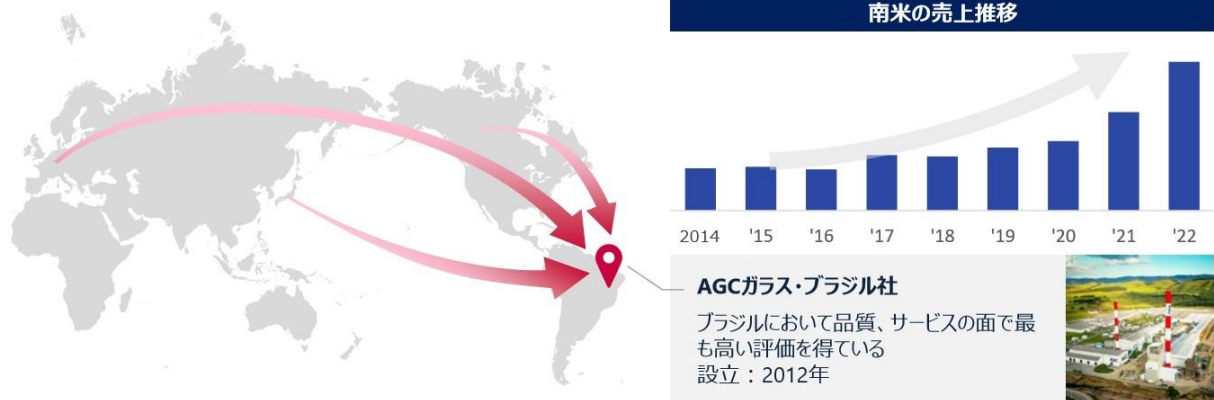 南米の売上推移
2014 '15 '16 '17 '18 '19 '20 '21 '22
AGCガラス・ブラジル社
ブラジルにおいて品質、サービスの面で最
も高い評価を得ている
設立：2012年